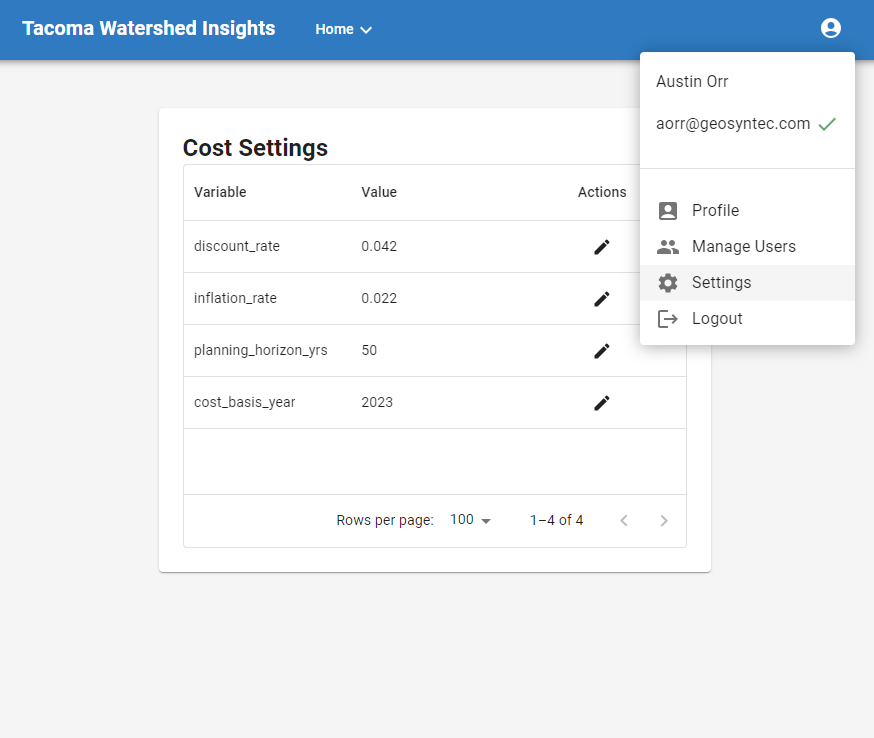 Tacoma Watershed Insights Home
Austin Orr
aorr@geosyntec.com
Profile
Manage Users
Settings
Logout
Cost Settings
Variable Value Actions
discount_rate 0.042
inflation_rate 0.022
planning_horizon_yrs 50
cost_basis_year 2023
Rows per page: 100 1–4 of 4